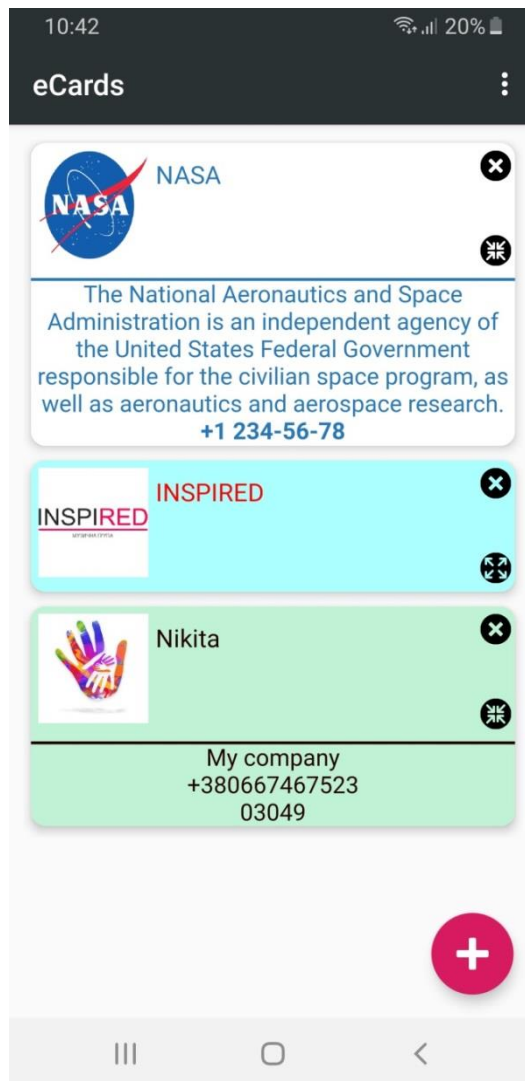 10:42
20%
eCards
NASA
NASA
The National Aeronautics and Space
Administration is an independent agency of
the United States Federal Government
responsible for the civilian space program, as
well as aeronautics and aerospace research.
+1 234-56-78
INSPIRED
INSPIRED
Nikita
My company
+380667467523
03049